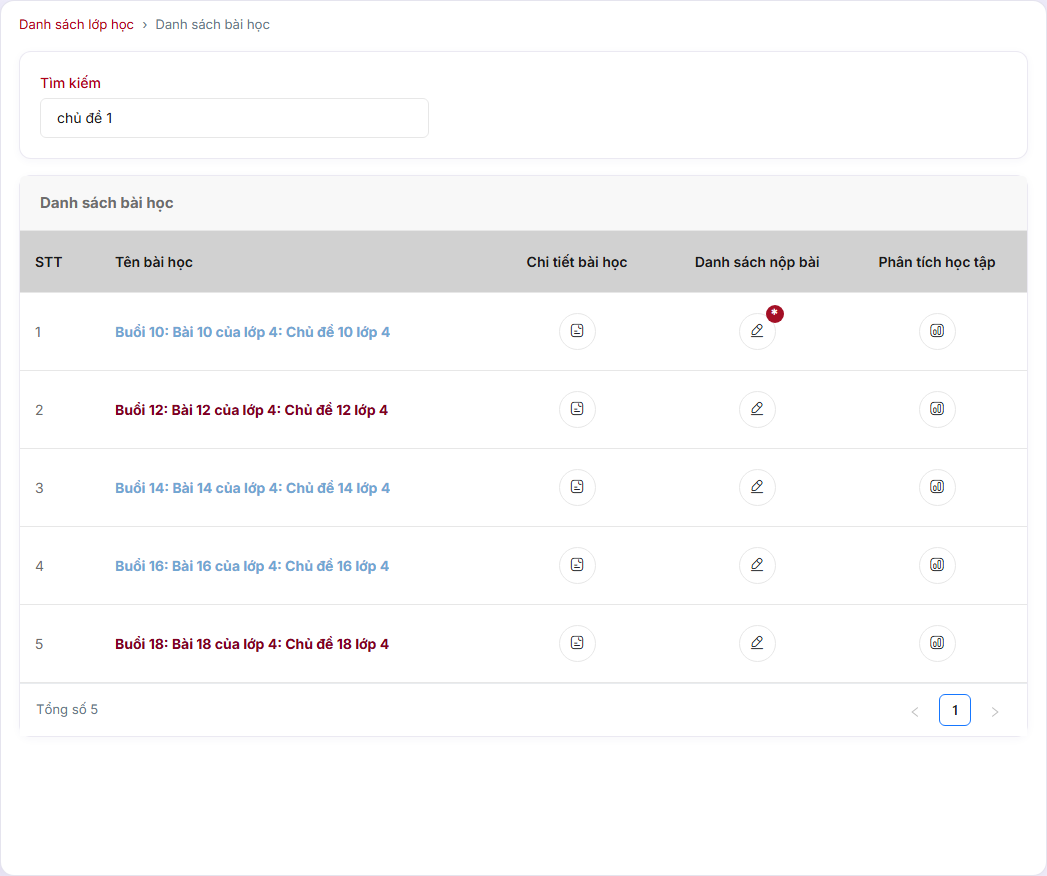 Danh sách lớp học › Danh sách bài học
Tìm kiếm
chủ đề 1
Danh sách bài học
STT Tên bài học Chi tiết bài học Danh sách nộp bài Phân tích học tập
1 Buổi 10: Bài 10 của lớp 4: Chủ đề 10 lớp 4 *
2 Buổi 12: Bài 12 của lớp 4: Chủ đề 12 lớp 4
3 Buổi 14: Bài 14 của lớp 4: Chủ đề 14 lớp 4
4 Buổi 16: Bài 16 của lớp 4: Chủ đề 16 lớp 4
5 Buổi 18: Bài 18 của lớp 4: Chủ đề 18 lớp 4
Tổng số 5 < 1 >